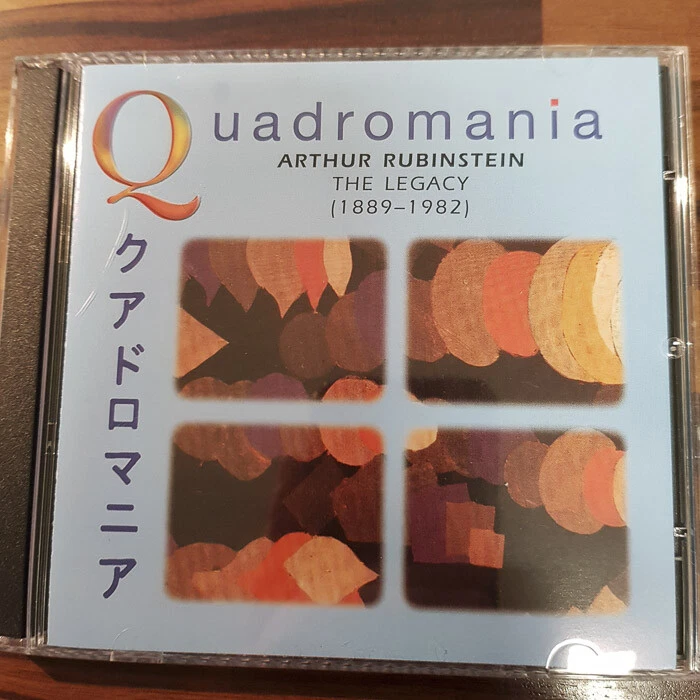 Quadromania
ARTHUR RUBINSTEIN
THE LEGACY
(1889–1982)
クアドロマニア